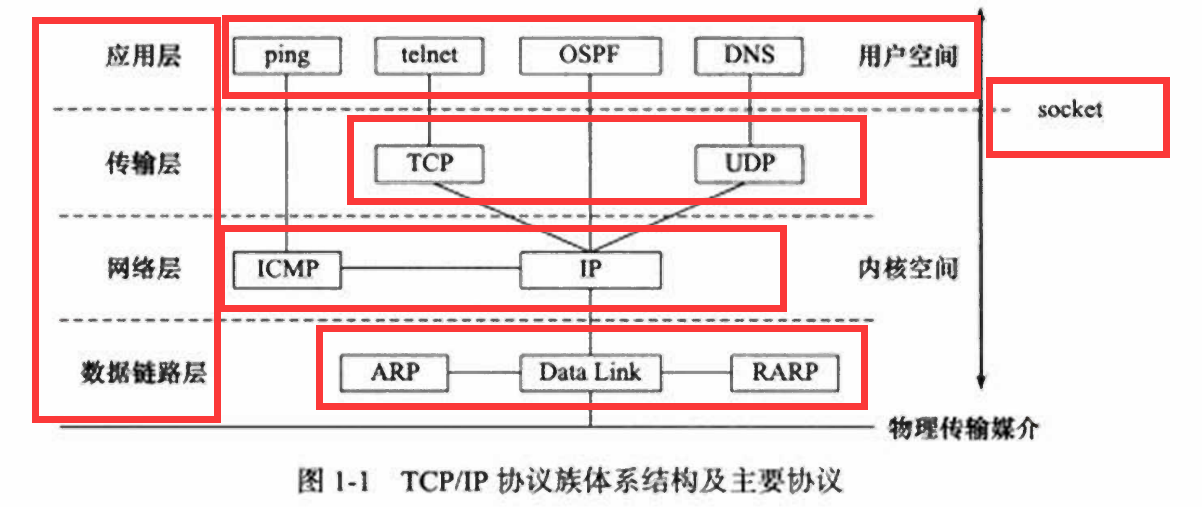 应用层 ping telnet OSPF DNS 用户空间
socket
传输层 TCP UDP
网络层 ICMP IP 内核空间
数据链路层 ARP Data Link RARP
物理传输媒介
图 1-1 TCP/IP 协议族体系结构及主要协议